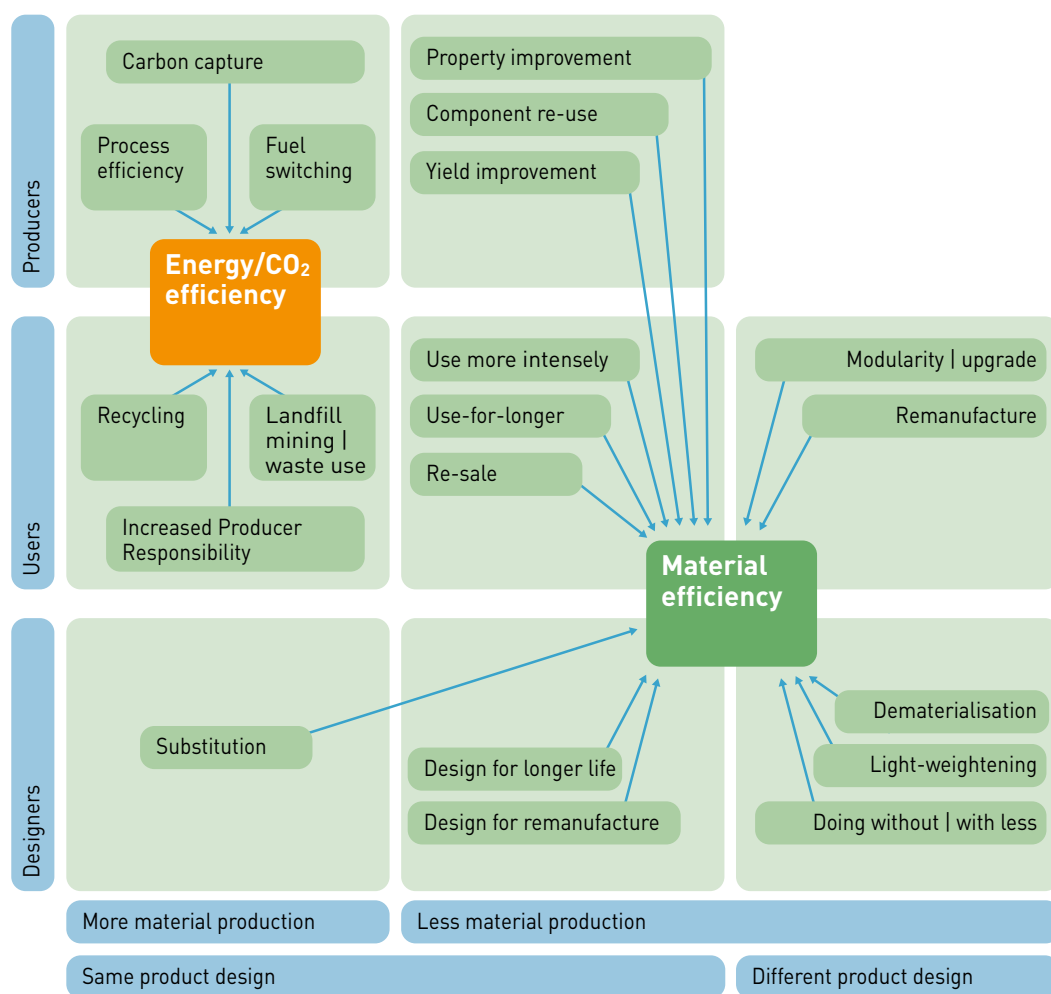 Producers
Carbon capture
Process
efficiency
Fuel
switching
Energy/CO₂
efficiency
Property improvement
Component re-use
Yield improvement
Users
Recycling
Landfill
mining |
waste use
Increased Producer
Responsibility
Use more intensely
Use-for-longer
Re-sale
Modularity | upgrade
Remanufacture
Material
efficiency
Designers
Substitution
Design for longer life
Design for remanufacture
Dematerialisation
Light-weightening
Doing without | with less
More material production
Less material production
Same product design
Different product design